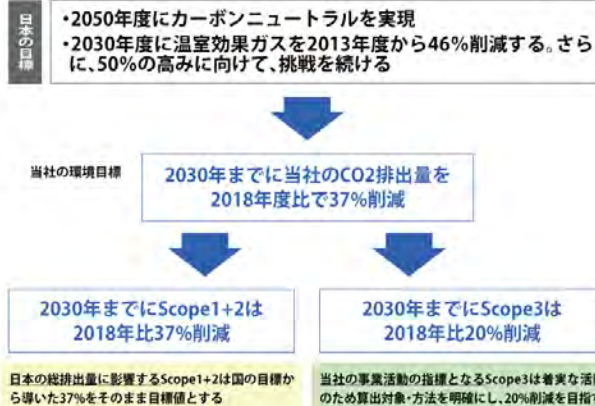 日本の目標
・2050年度にカーボンニュートラルを実現
・2030年度に温室効果ガスを2013年度から46%削減する。さら
に、50%の高みに向けて、挑戦を続ける
当社の環境目標
2030年までに当社のCO2排出量を
2018年度比で37%削減
2030年までにScope1+2は
2018年比37%削減
2030年までにScope3は
2018年比20%削減
日本の総排出量に影響するScope1+2は国の目標か
ら導いた37%をそのまま目標値とする
当社の事業活動の指標となるScope3は着実な活
のため算出対象・方法を明確にし、20%削減を目指